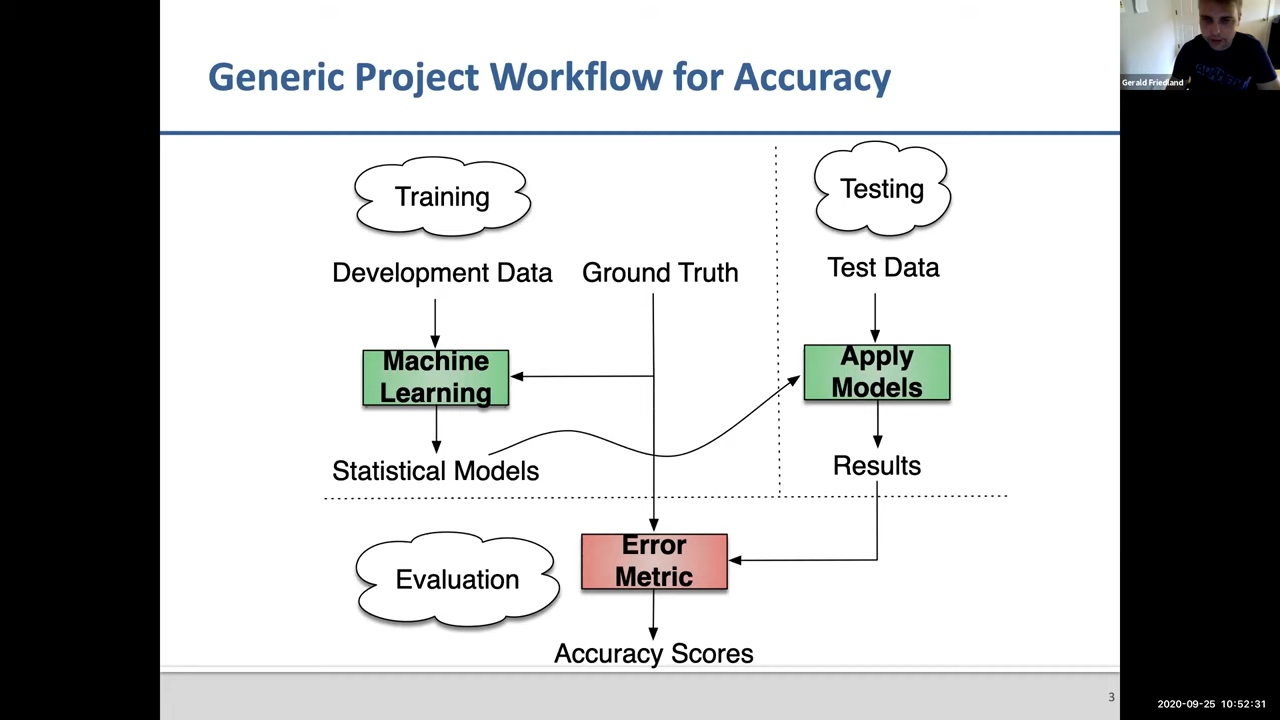 Generic Project Workflow for Accuracy
Gerald Friedland
Training
Testing
Development Data
Ground Truth
Test Data
Machine
Learning
Apply
Models
Statistical Models
Results
Error
Metric
Evaluation
Accuracy Scores
3
2020-09-25 10:52:31